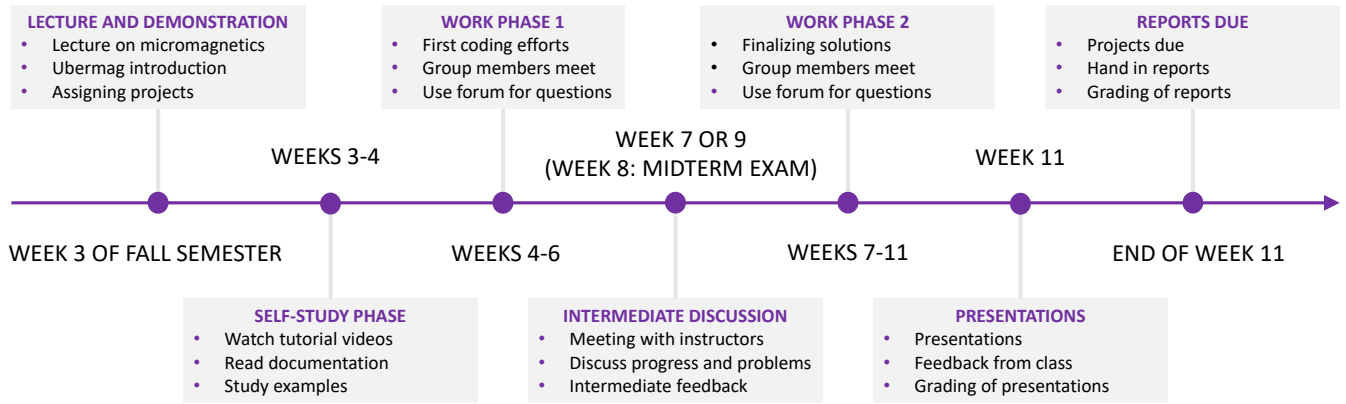 LECTURE AND DEMONSTRATION
• Lecture on micromagnetics
• Ubermag introduction
• Assigning projects
WORK PHASE 1
• First coding efforts
• Group members meet
• Use forum for questions
WORK PHASE 2
• Finalizing solutions
• Group members meet
• Use forum for questions
REPORTS DUE
• Projects due
• Hand in reports
• Grading of reports
WEEKS 3-4
WEEK 7 OR 9
(WEEK 8: MIDTERM EXAM)
WEEK 11
WEEK 3 OF FALL SEMESTER
WEEKS 4-6
WEEKS 7-11
END OF WEEK 11
SELF-STUDY PHASE
• Watch tutorial videos
• Read documentation
• Study examples
INTERMEDIATE DISCUSSION
• Meeting with instructors
• Discuss progress and problems
• Intermediate feedback
PRESENTATIONS
• Presentations
• Feedback from class
• Grading of presentations